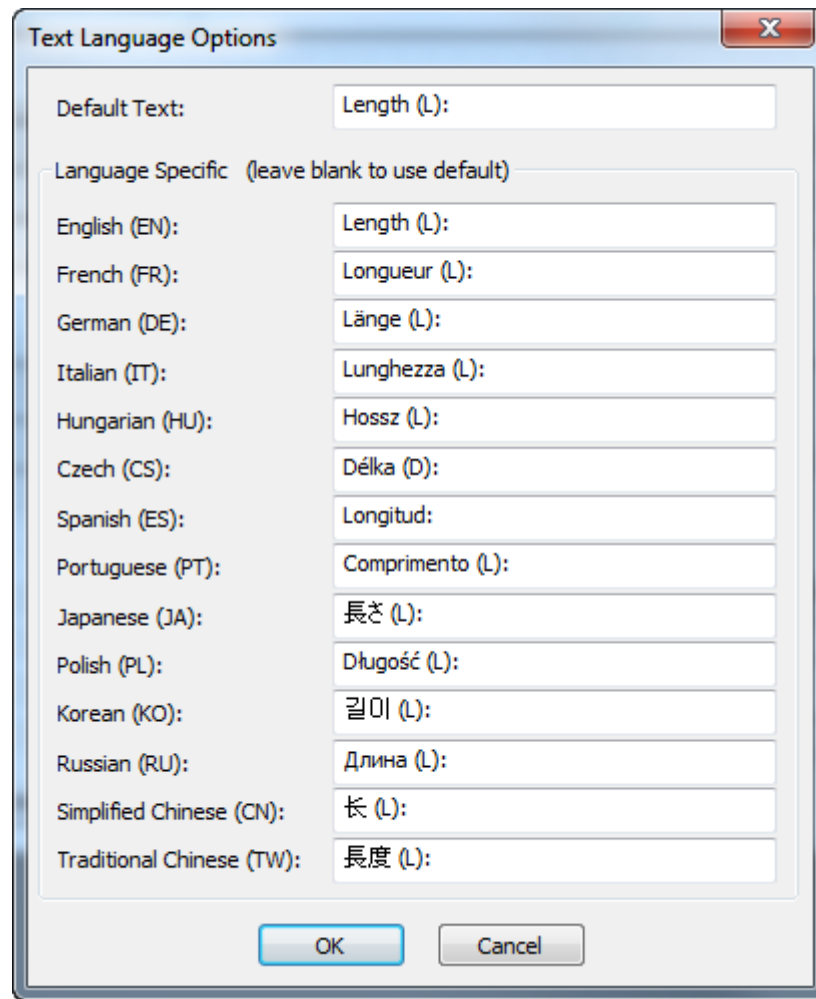 Text Language Options
Default Text: Length (L):
Language Specific (leave blank to use default)
English (EN): Length (L):
French (FR): Longueur (L):
German (DE): Länge (L):
Italian (IT): Lunghezza (L):
Hungarian (HU): Hossz (L):
Czech (CS): Délka (D):
Spanish (ES): Longitud:
Portuguese (PT): Comprimento (L):
Japanese (JA): 長さ (L):
Polish (PL): Długość (L):
Korean (KO): 길이 (L):
Russian (RU): Длина (L):
Simplified Chinese (CN): 长 (L):
Traditional Chinese (TW): 長度 (L):
OK Cancel